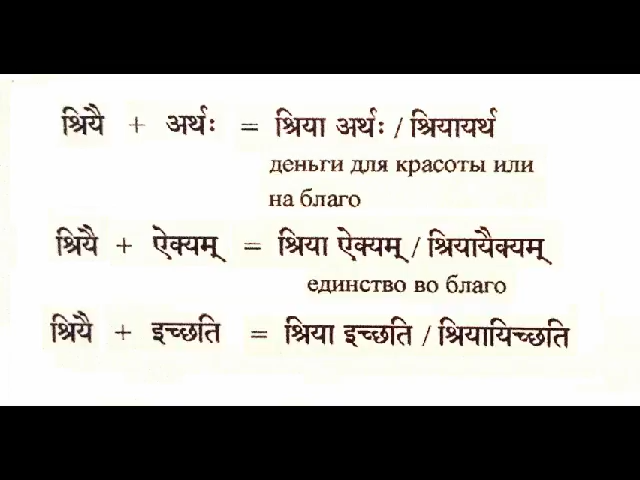 श्रियै + अर्थः = श्रिया अर्थः / श्रियायर्थ
деньги для красоты или
на благо
श्रियै + ऐक्यम् = श्रिया ऐक्यम् / श्रियायैक्यम्
единство во благо
श्रियै + इच्छति = श्रिया इच्छति / श्रियायिच्छति